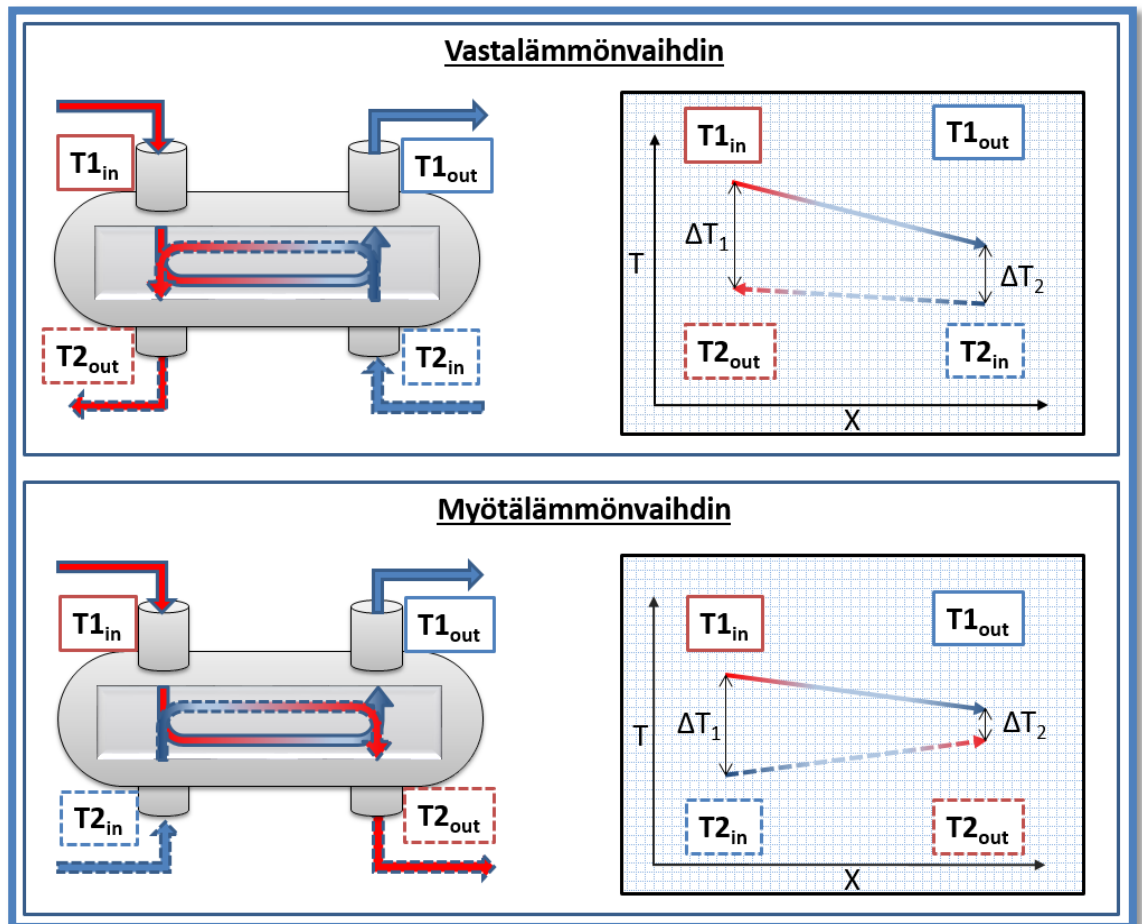 Vastalämmönvaihdin
T1in
T1out
T2out
T2in
T1in
T1out
ΔT1
T
ΔT2
T2out
T2in
X
Myötälämmönvaihdin
T1in
T1out
T2in
T2out
T1in
T1out
ΔT1
T
ΔT2
T2in
T2out
X